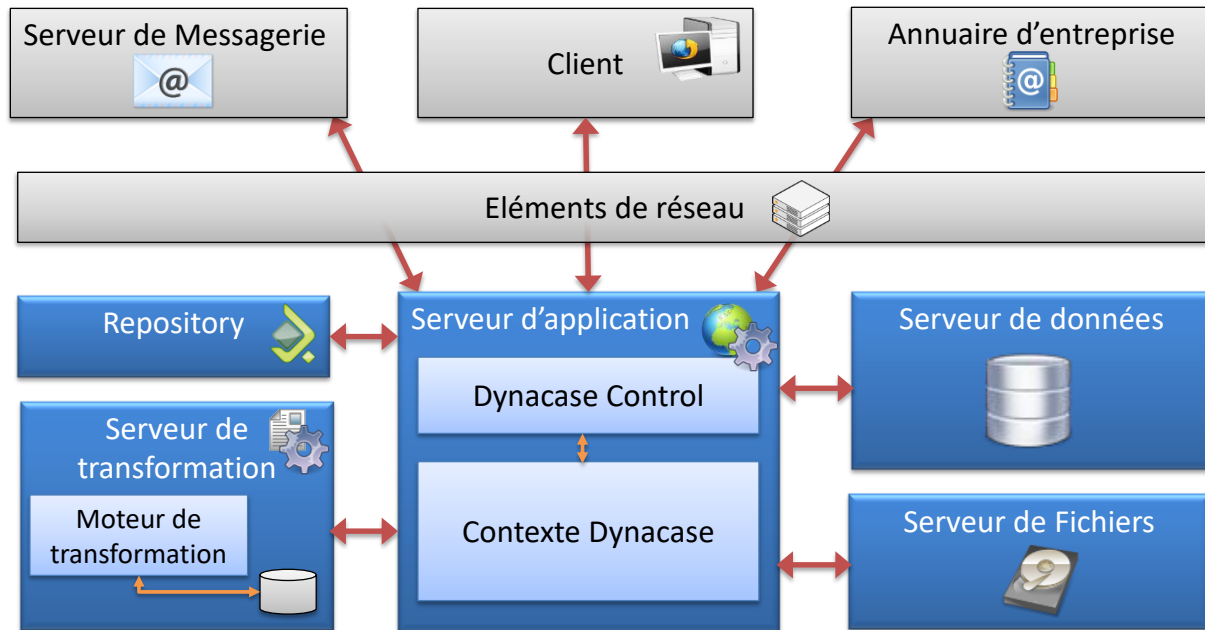 Serveur de Messagerie
@
Client
Annuaire d'entreprise
@
Eléments de réseau
Repository
Serveur d'application
Serveur de données
Dynacase Control
Serveur de
transformation
Moteur de
transformation
Contexte Dynacase
Serveur de Fichiers